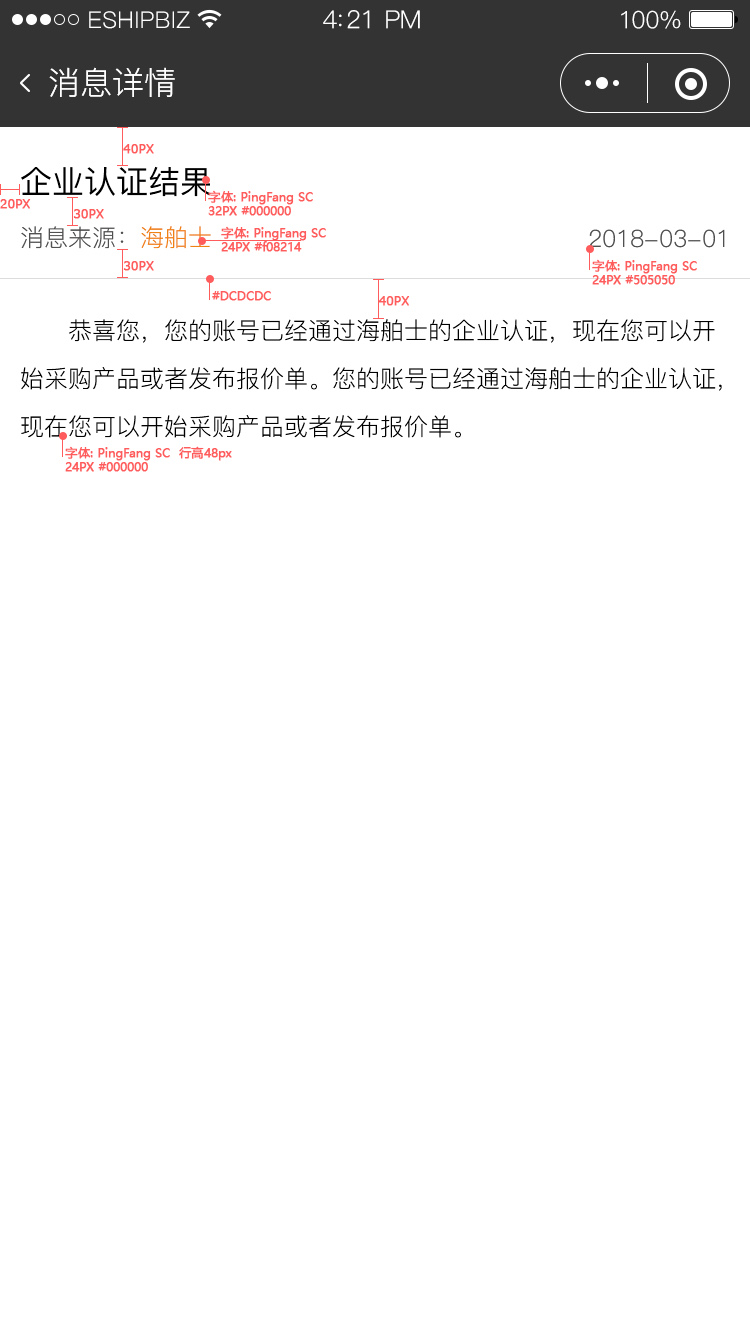 ESHIPBIZ 4:21 PM 100%
消息详情
40PX
企业认证结果
20PX
字体: PingFang SC
32PX #000000
30PX
消息来源： 海舶士 2018-03-01
字体: PingFang SC
24PX #f08214
30PX
字体: PingFang SC
24PX #505050
#DCDCDC
40PX
恭喜您，您的账号已经通过海舶士的企业认证，现在您可以开
始采购产品或者发布报价单。您的账号已经通过海舶士的企业认证，
现在您可以开始采购产品或者发布报价单。
字体: PingFang SC 行高48px
24PX #000000